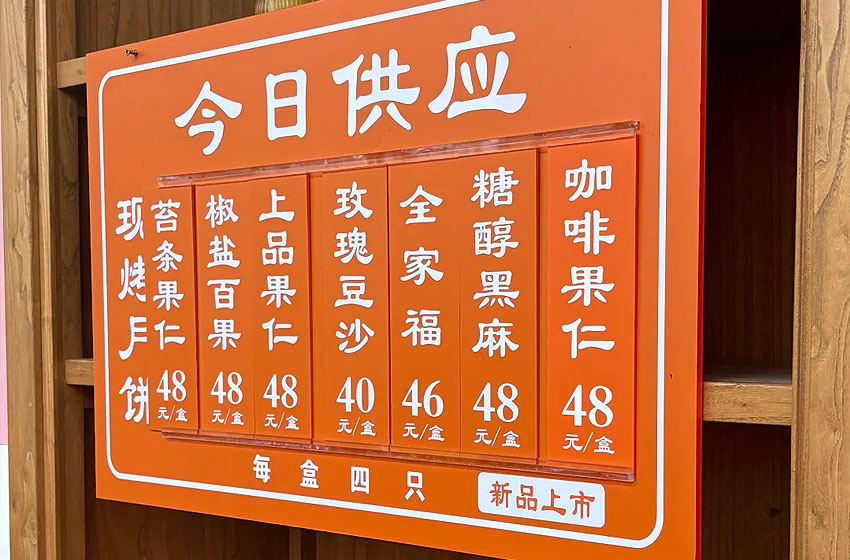 今日供应
现烤月饼
苔条果仁
48
元/盒
椒盐百果
48
元/盒
上品果仁
48
元/盒
玫瑰豆沙
40
元/盒
全家福
46
元/盒
糖醇黑麻
48
元/盒
咖啡果仁
48
元/盒
每盒四只
新品上市